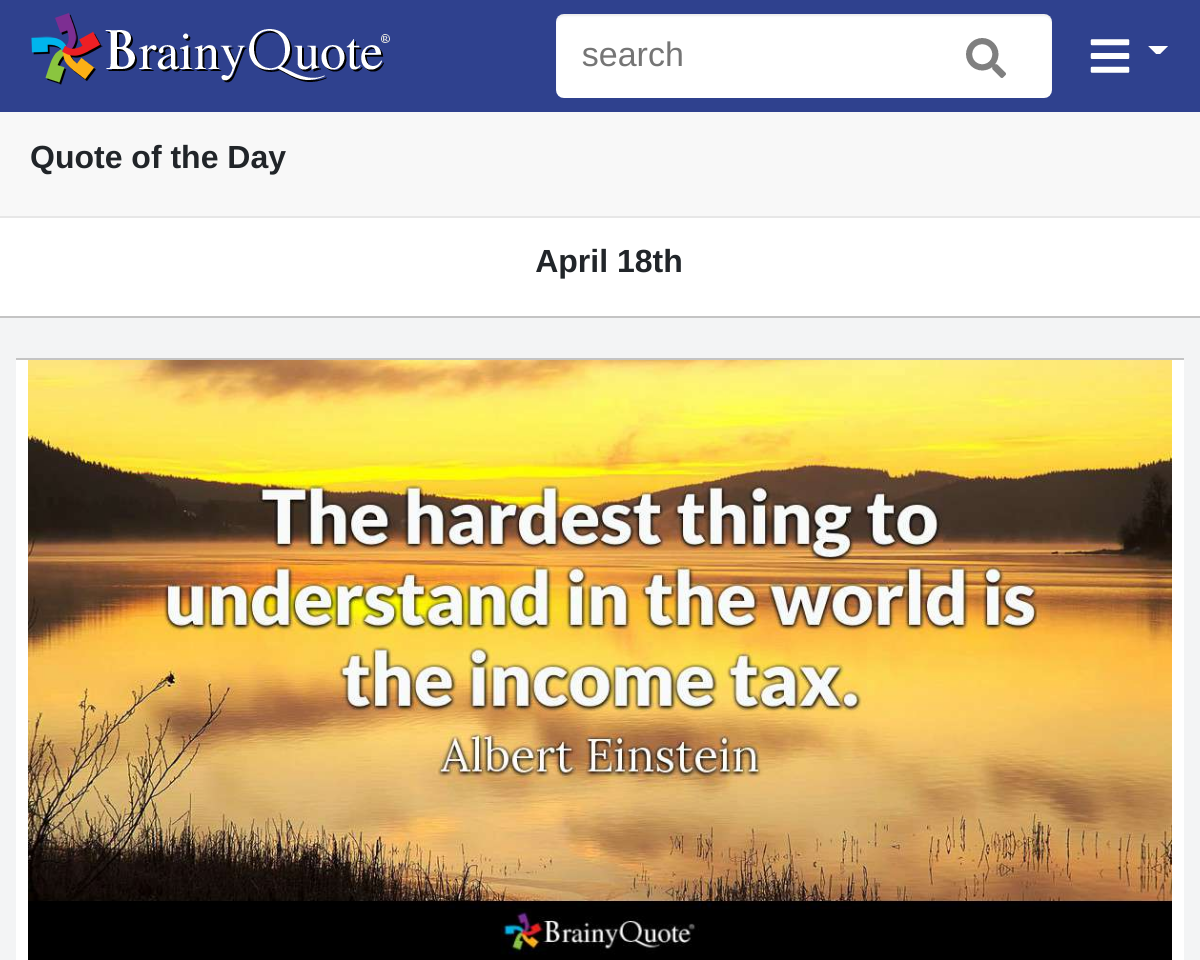 BrainyQuote®
search
Quote of the Day
April 18th
The hardest thing to
understand in the world is
the income tax.
Albert Einstein
BrainyQuote®